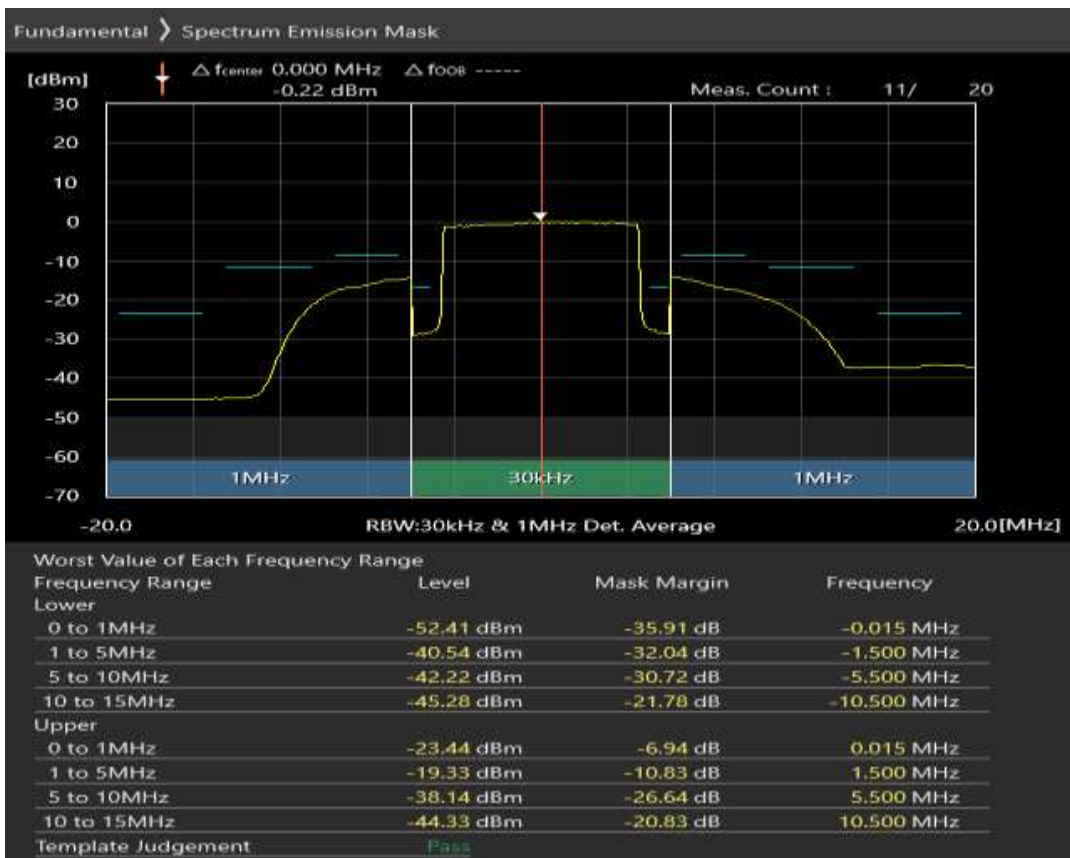 Fundamental ❯ Spectrum Emission Mask
[dBm] △ fcenter 0.000 MHz △ fOOB -----
-0.22 dBm Meas. Count : 11/ 20
30
20
10
0
-10
-20
-30
-40
-50
-60
-70
1MHz 30kHz 1MHz
-20.0 RBW:30kHz & 1MHz Det. Average 20.0[MHz]
Worst Value of Each Frequency Range
Frequency Range Level Mask Margin Frequency
Lower
0 to 1MHz -52.41 dBm -35.91 dB -0.015 MHz
1 to 5MHz -40.54 dBm -32.04 dB -1.500 MHz
5 to 10MHz -42.22 dBm -30.72 dB -5.500 MHz
10 to 15MHz -45.28 dBm -21.78 dB -10.500 MHz
Upper
0 to 1MHz -23.44 dBm -6.94 dB 0.015 MHz
1 to 5MHz -19.33 dBm -10.83 dB 1.500 MHz
5 to 10MHz -38.14 dBm -26.64 dB 5.500 MHz
10 to 15MHz -44.33 dBm -20.83 dB 10.500 MHz
Template Judgement Pass